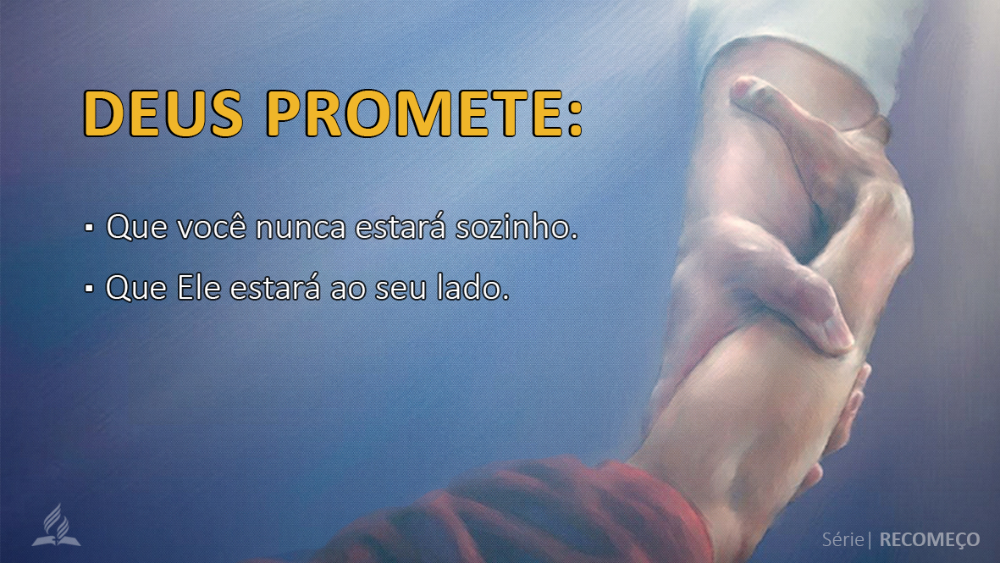 DEUS PROMETE:
▪ Que você nunca estará sozinho.
▪ Que Ele estará ao seu lado.
Série| RECOMEÇO